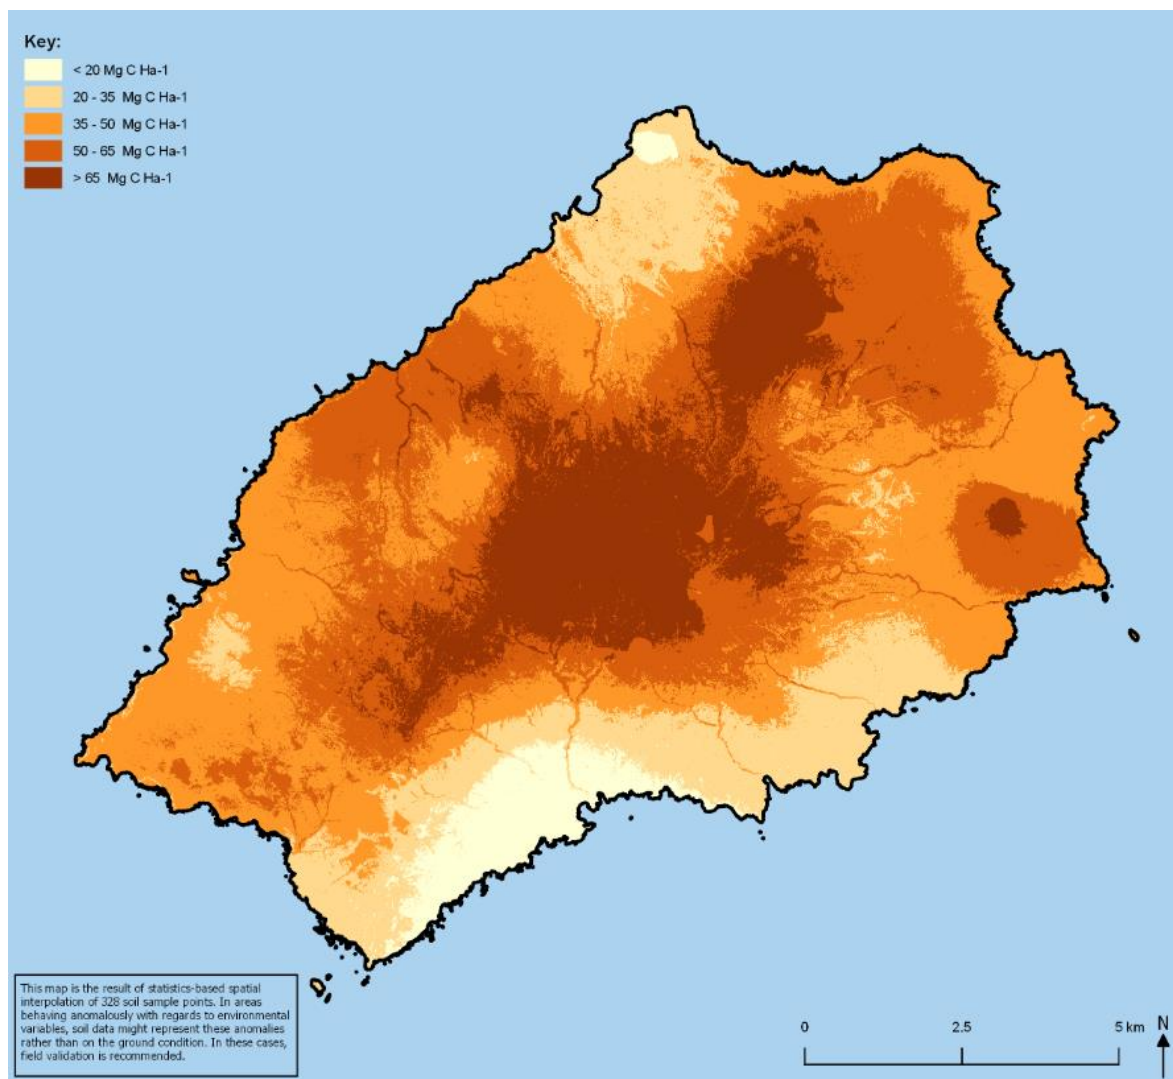 Key:
< 20 Mg C Ha-1
20 - 35 Mg C Ha-1
35 - 50 Mg C Ha-1
50 - 65 Mg C Ha-1
> 65 Mg C Ha-1
This map is the result of statistics-based spatial
interpolation of 328 soil sample points. In areas
behaving anomalously with regards to environmental
variables, soil data might represent these anomalies
rather than on the ground condition. In these cases,
field validation is recommended.
0 2.5 5 km
N